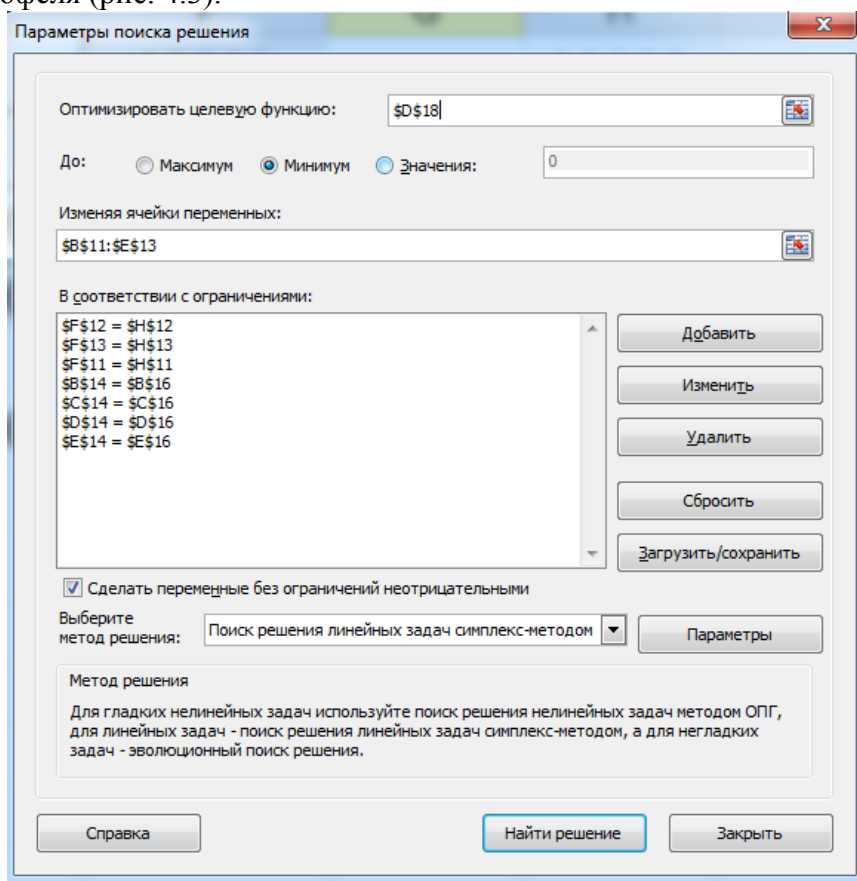 (рис. 4.3).
Параметры поиска решения
Оптимизировать целевую функцию: $D$18
До: Максимум Минимум Значения: 0
Изменяя ячейки переменных:
$B$11:$E$13
В соответствии с ограничениями:
$F$12 = $H$12
$F$13 = $H$13
$F$11 = $H$11
$B$14 = $B$16
$C$14 = $C$16
$D$14 = $D$16
$E$14 = $E$16
Добавить
Изменить
Удалить
Сбросить
Загрузить/сохранить
Сделать переменные без ограничений неотрицательными
Выберите
метод решения: Поиск решения линейных задач симплекс-методом Параметры
Метод решения
Для гладких нелинейных задач используйте поиск решения нелинейных задач методом ОПГ,
для линейных задач - поиск решения линейных задач симплекс-методом, а для негладких
задач - эволюционный поиск решения.
Справка Найти решение Закрыть